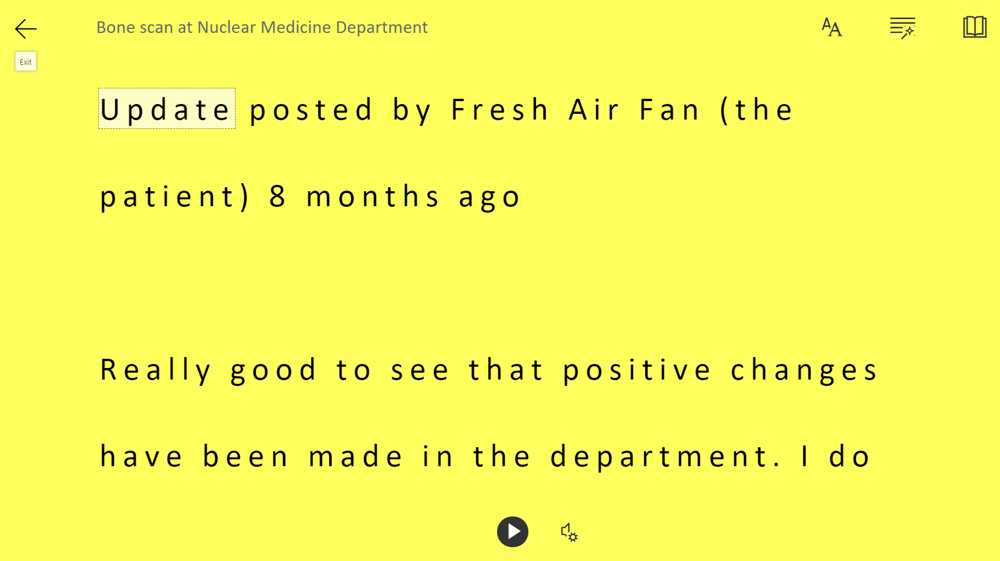 Bone scan at Nuclear Medicine Department
Exit
Update posted by Fresh Air Fan (the
patient) 8 months ago
Really good to see that positive changes
have been made in the department. I do